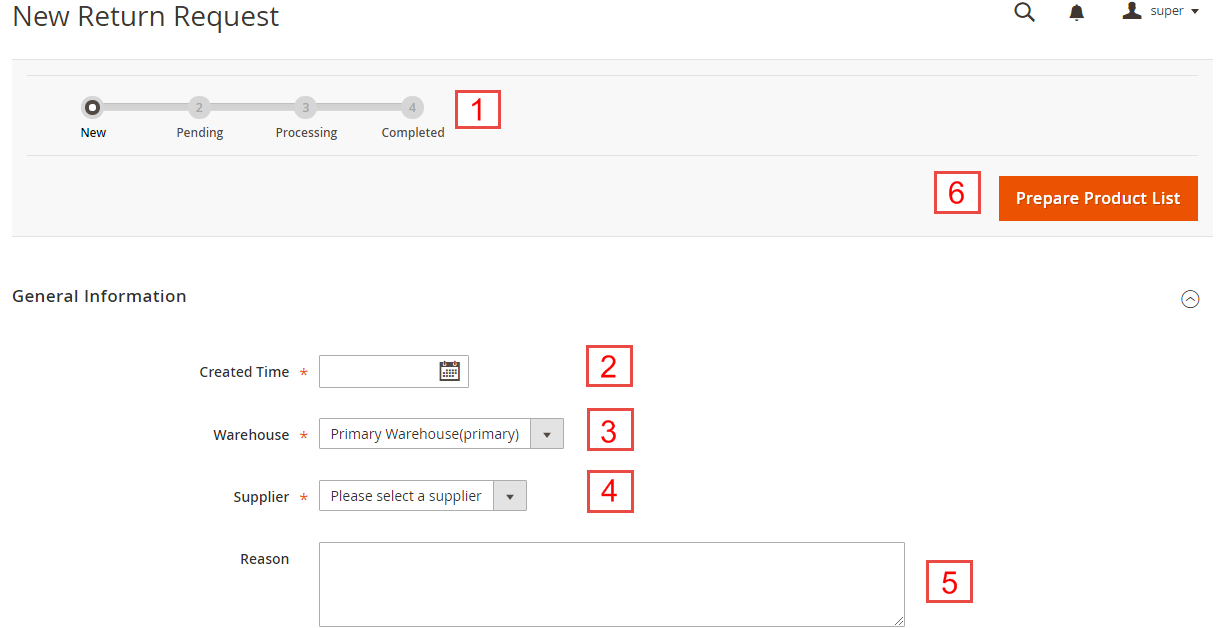 New Return Request
super
2 3 4
New Pending Processing Completed
1
6
Prepare Product List
General Information
Created Time *
2
Warehouse * Primary Warehouse(primary)
3
Supplier * Please select a supplier
4
Reason
5